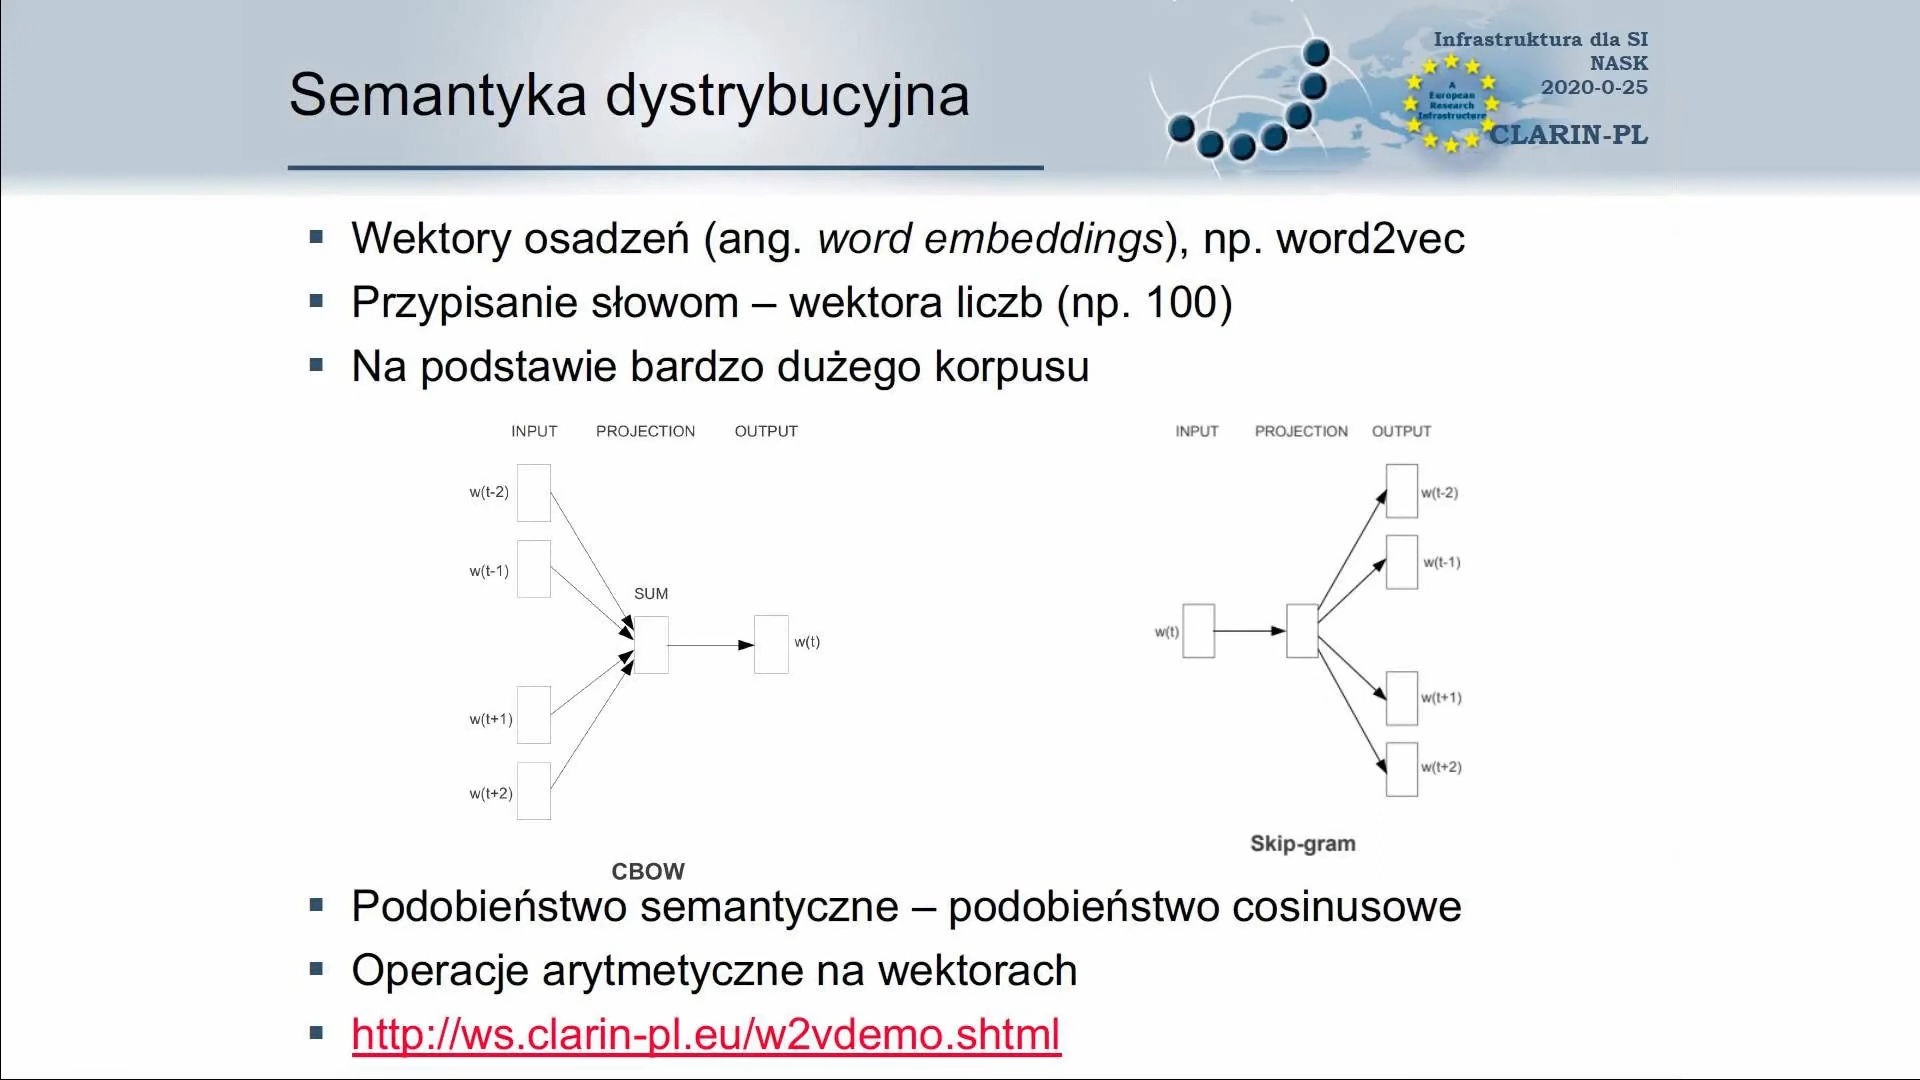 Semantyka dystrybucyjna
Infrastruktura dla SI
NASK
2020-0-25
A
European
Research
Infrastructure
CLARIN-PL
Wektory osadzeń (ang. word embeddings), np. word2vec
Przypisanie słowom – wektora liczb (np. 100)
Na podstawie bardzo dużego korpusu
INPUT PROJECTION OUTPUT
w(t-2)
w(t-1)
SUM
w(t)
w(t+1)
w(t+2)
CBOW
INPUT PROJECTION OUTPUT
w(t-2)
w(t-1)
w(t)
w(t+1)
w(t+2)
Skip-gram
Podobieństwo semantyczne – podobieństwo cosinusowe
Operacje arytmetyczne na wektorach
http://ws.clarin-pl.eu/w2vdemo.shtml